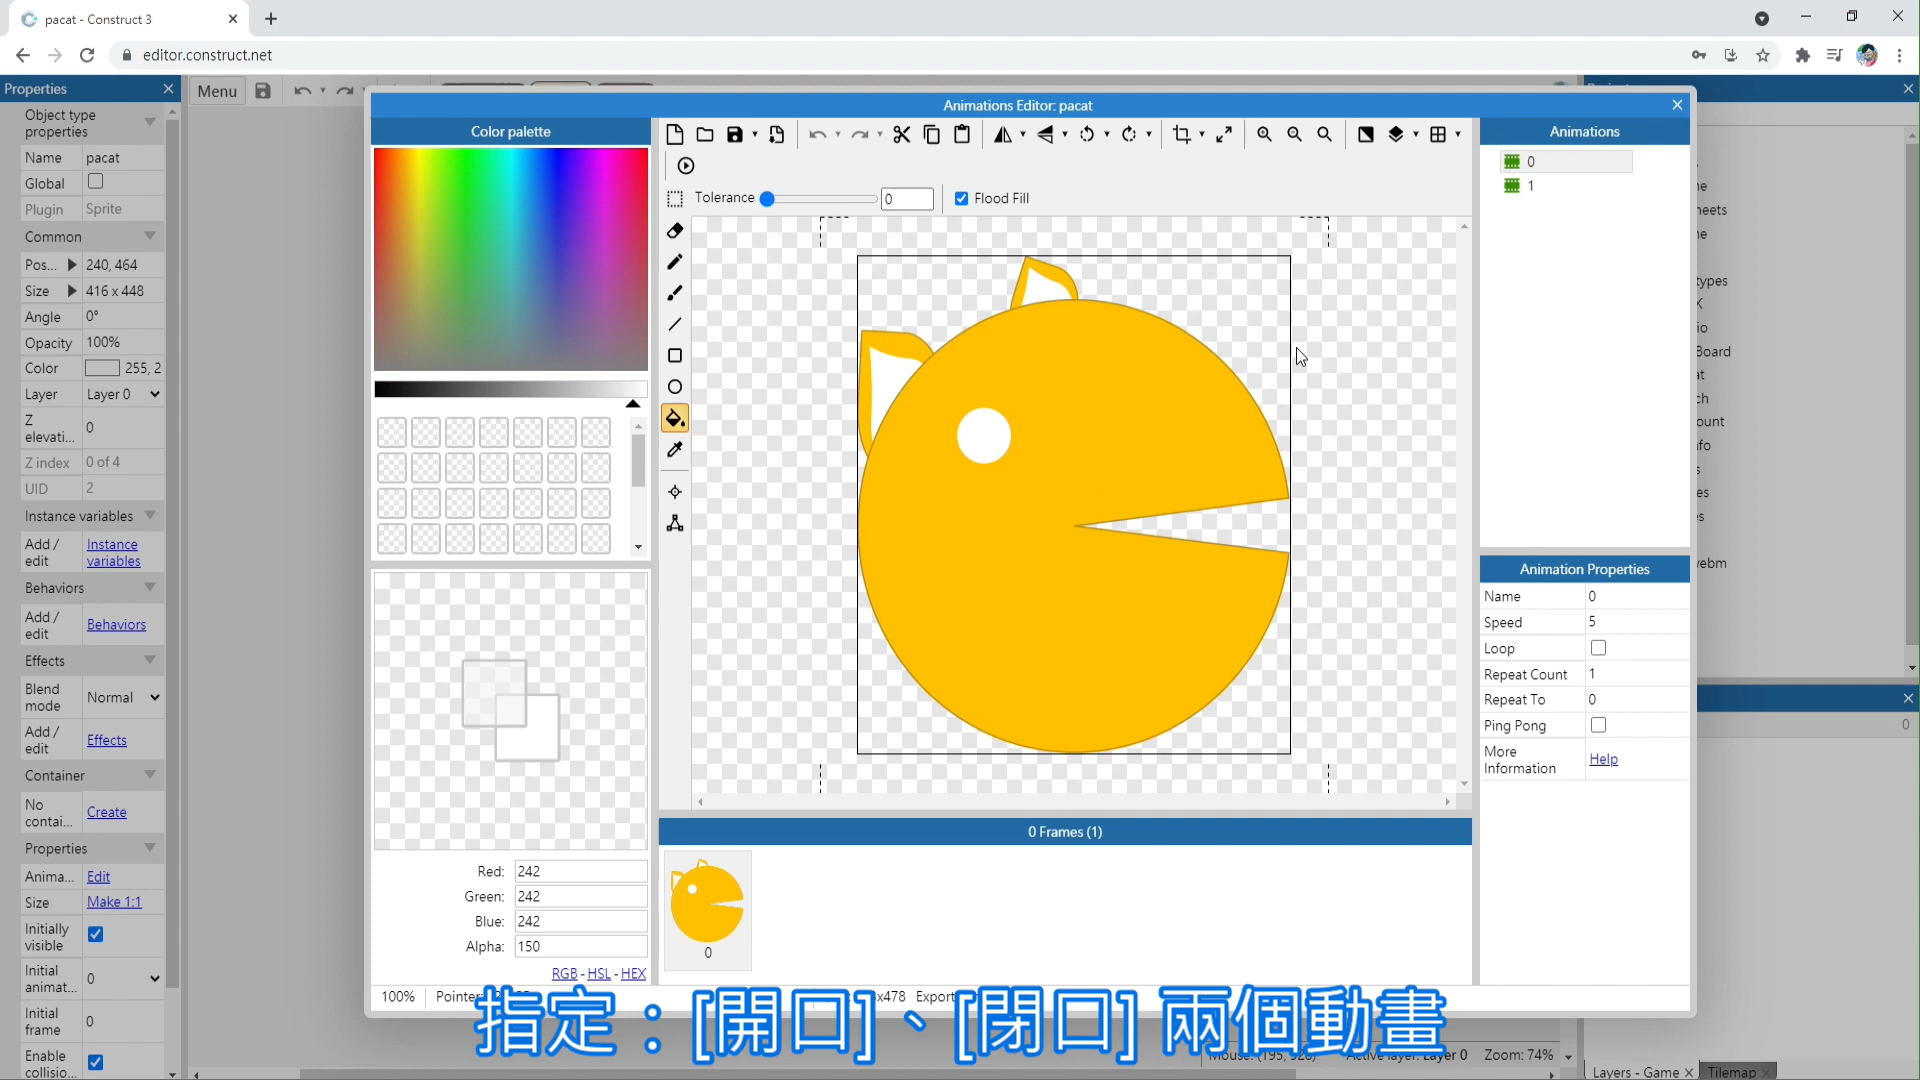 pacat - Construct 3
editor.construct.net
Properties
Menu
Animations Editor: pacat
Object type
properties
Name pacat
Global
Plugin Sprite
Common
Pos... 240, 464
Size 416 x 448
Angle 0°
Opacity 100%
Color 255, 2
Layer Layer 0
Z
elevati... 0
Z index 0 of 4
UID 2
Instance variables
Add /
edit
Instance
variables
Behaviors
Add /
edit
Behaviors
Effects
Blend
mode
Normal
Add /
edit
Effects
Container
No
contai...
Create
Properties
Anima... Edit
Size Make 1:1
Initially
visible
Initial
animat... 0
Initial
frame 0
Enable
collisio...
Color palette
Red: 242
Green: 242
Blue: 242
Alpha: 150
RGB - HSL - HEX
100%
Tolerance 0
Flood Fill
0 Frames (1)
0
Animations
0
1
Animation Properties
Name 0
Speed 5
Loop
Repeat Count 1
Repeat To 0
Ping Pong
More
Information
Help
0
指定：[開口]、[閉口] 兩個動畫
Active layer: Layer 0 Zoom: 74%
Layers - Game
Tilemap